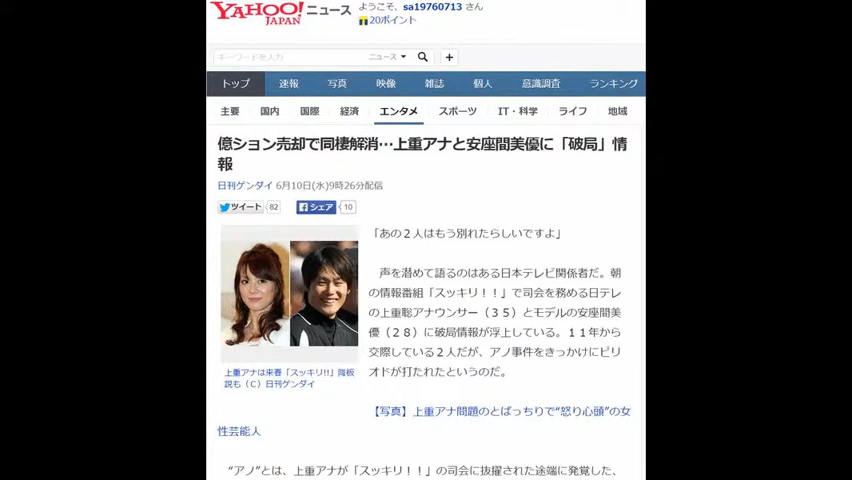 YAHOO! JAPAN ニュース
ようこそ、sa19760713 さん
20ポイント
キーワードを入力 ニュース
トップ 速報 写真 映像 雑誌 個人 意識調査 ランキング
主要 国内 国際 経済 エンタメ スポーツ IT・科学 ライフ 地域
億ション売却で同棲解消…上重アナと安座間美優に「破局」情
報
日刊ゲンダイ 6月10日(水)9時26分配信
ツイート 82 シェア 10
「あの２人はもう別れたらしいですよ」
声を潜めて語るのはある日本テレビ関係者だ。朝
の情報番組「スッキリ！！」で司会を務める日テレ
の上重聡アナウンサー（３５）とモデルの安座間美
優（２８）に破局情報が浮上している。１１年から
交際している２人だが、アノ事件をきっかけにピリ
オドが打たれたというのだ。
上重アナは来春「スッキリ!!」降板
説も（Ｃ）日刊ゲンダイ
【写真】上重アナ問題のとばっちりで“怒り心頭”の女
性芸能人
“アノ”とは、上重アナが「スッキリ！！」の司会に抜擢された途端に発覚した、